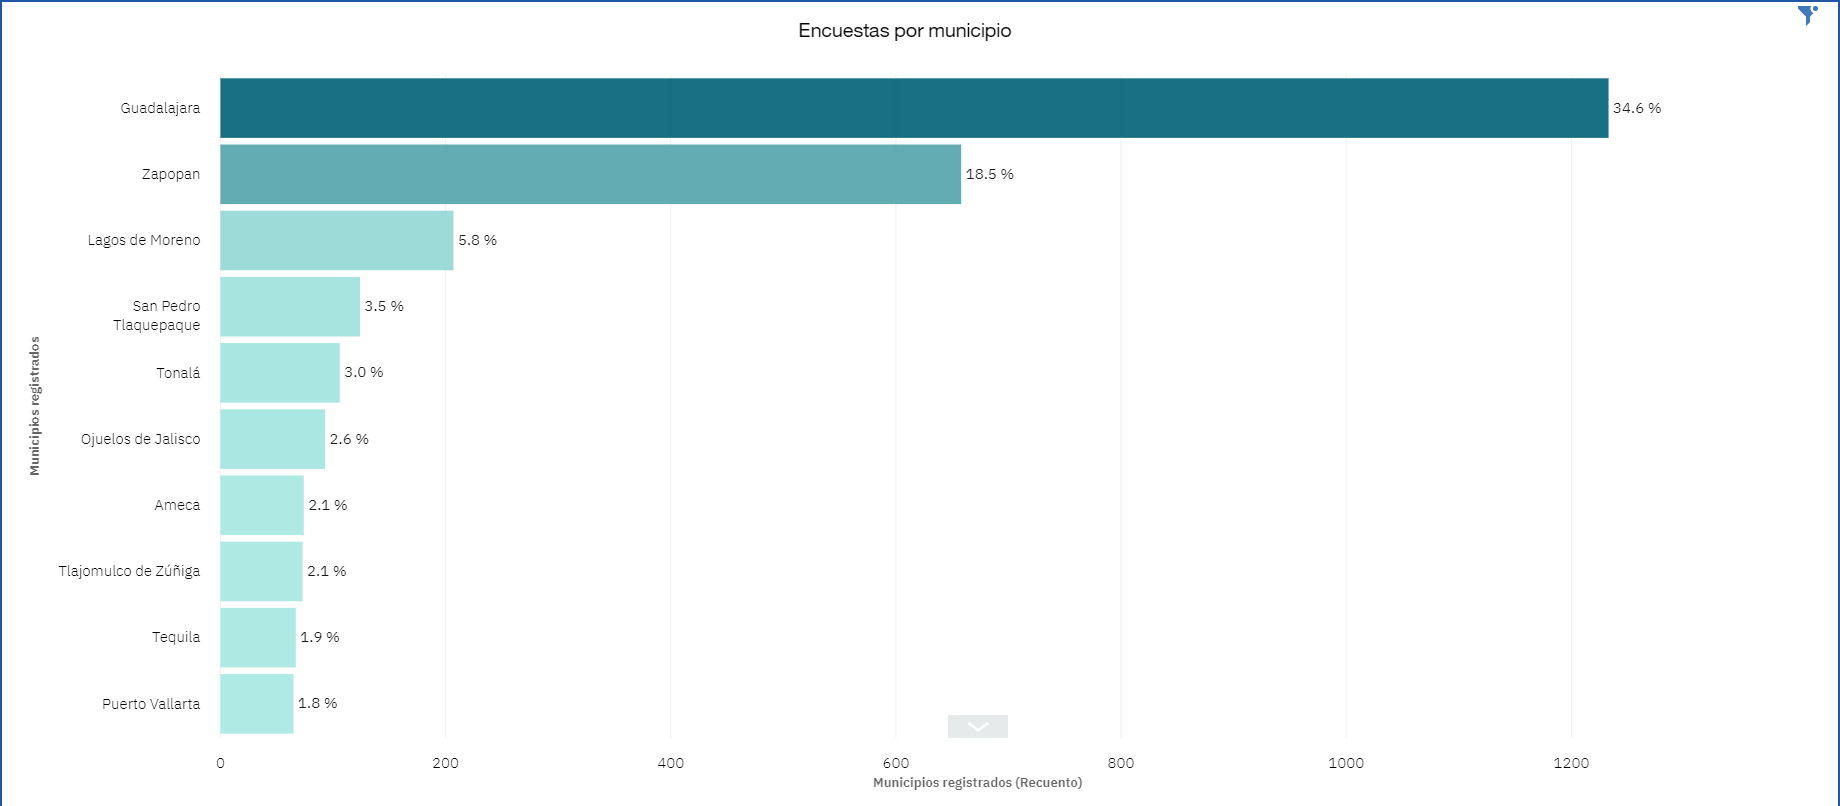 Encuestas por municipio
Guadalajara
34.6 %
Zapopan
18.5 %
Lagos de Moreno
5.8 %
San Pedro
Tlaquepaque
3.5 %
Tonalá
3.0 %
Ojuelos de Jalisco
2.6 %
Ameca
2.1 %
Tlajomulco de Zúñiga
2.1 %
Tequila
1.9 %
Puerto Vallarta
1.8 %
Municipios registrados
0 200 400 600 800 1000 1200
Municipios registrados (Recuento)